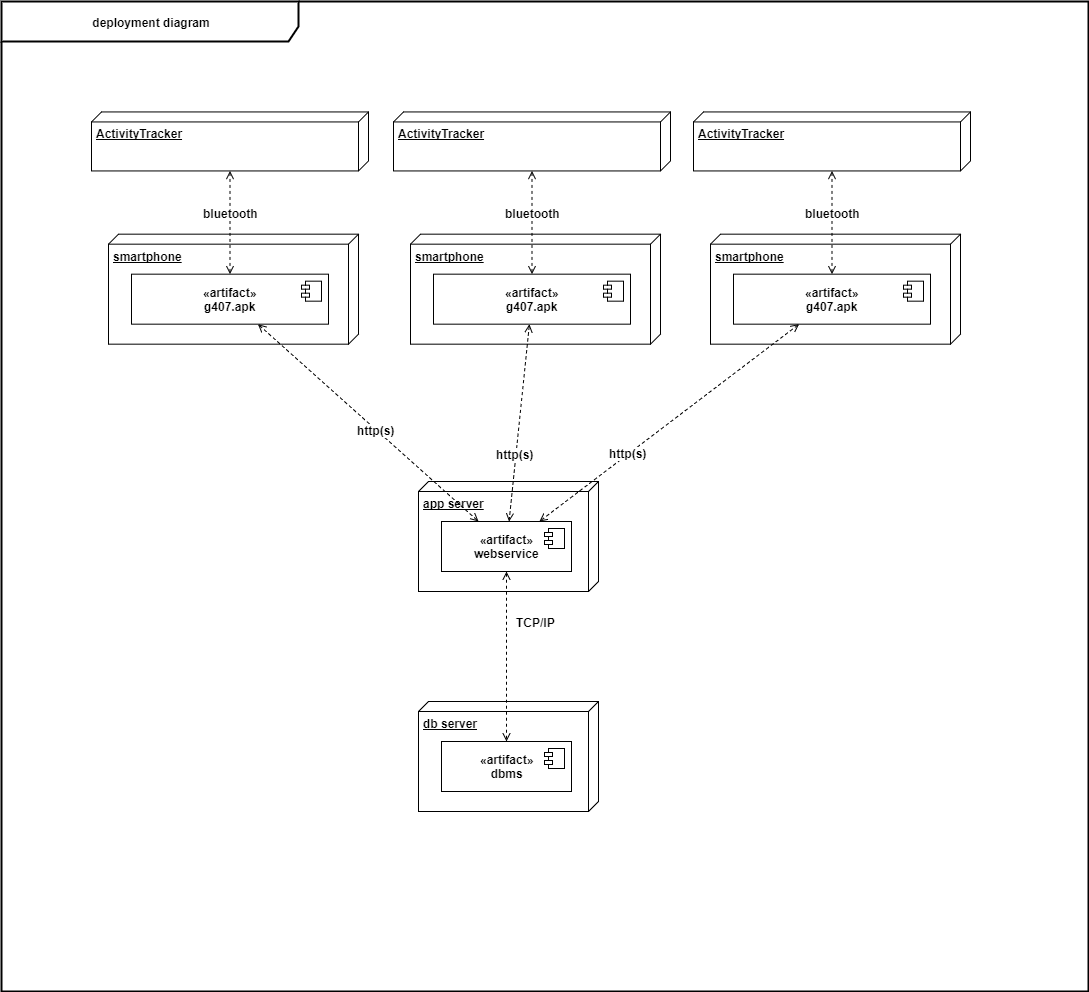 deployment diagram
ActivityTracker
ActivityTracker
ActivityTracker
bluetooth
bluetooth
bluetooth
smartphone
smartphone
smartphone
«artifact»
g407.apk
«artifact»
g407.apk
«artifact»
g407.apk
http(s)
http(s)
http(s)
app server
«artifact»
webservice
TCP/IP
db server
«artifact»
dbms